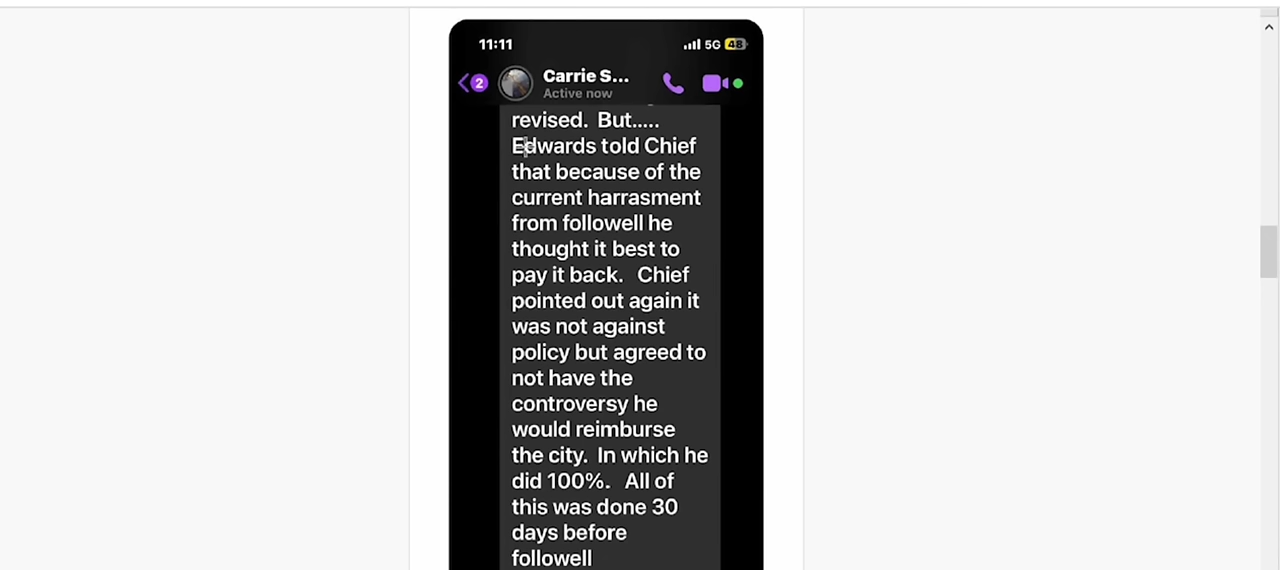 11:11
5G 48
2
Carrie S...
Active now
revised. But.....
Edwards told Chief
that because of the
current harrasment
from followell he
thought it best to
pay it back. Chief
pointed out again it
was not against
policy but agreed to
not have the
controversy he
would reimburse
the city. In which he
did 100%. All of
this was done 30
days before
followell